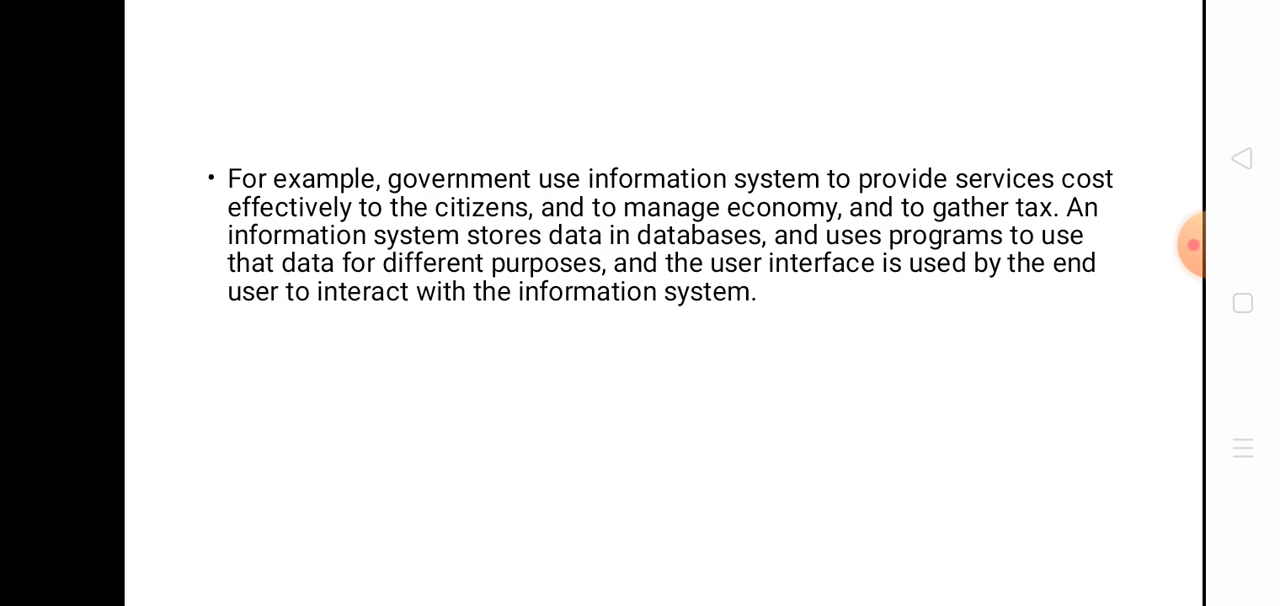 • For example, government use information system to provide services cost
effectively to the citizens, and to manage economy, and to gather tax. An
information system stores data in databases, and uses programs to use
that data for different purposes, and the user interface is used by the end
user to interact with the information system.